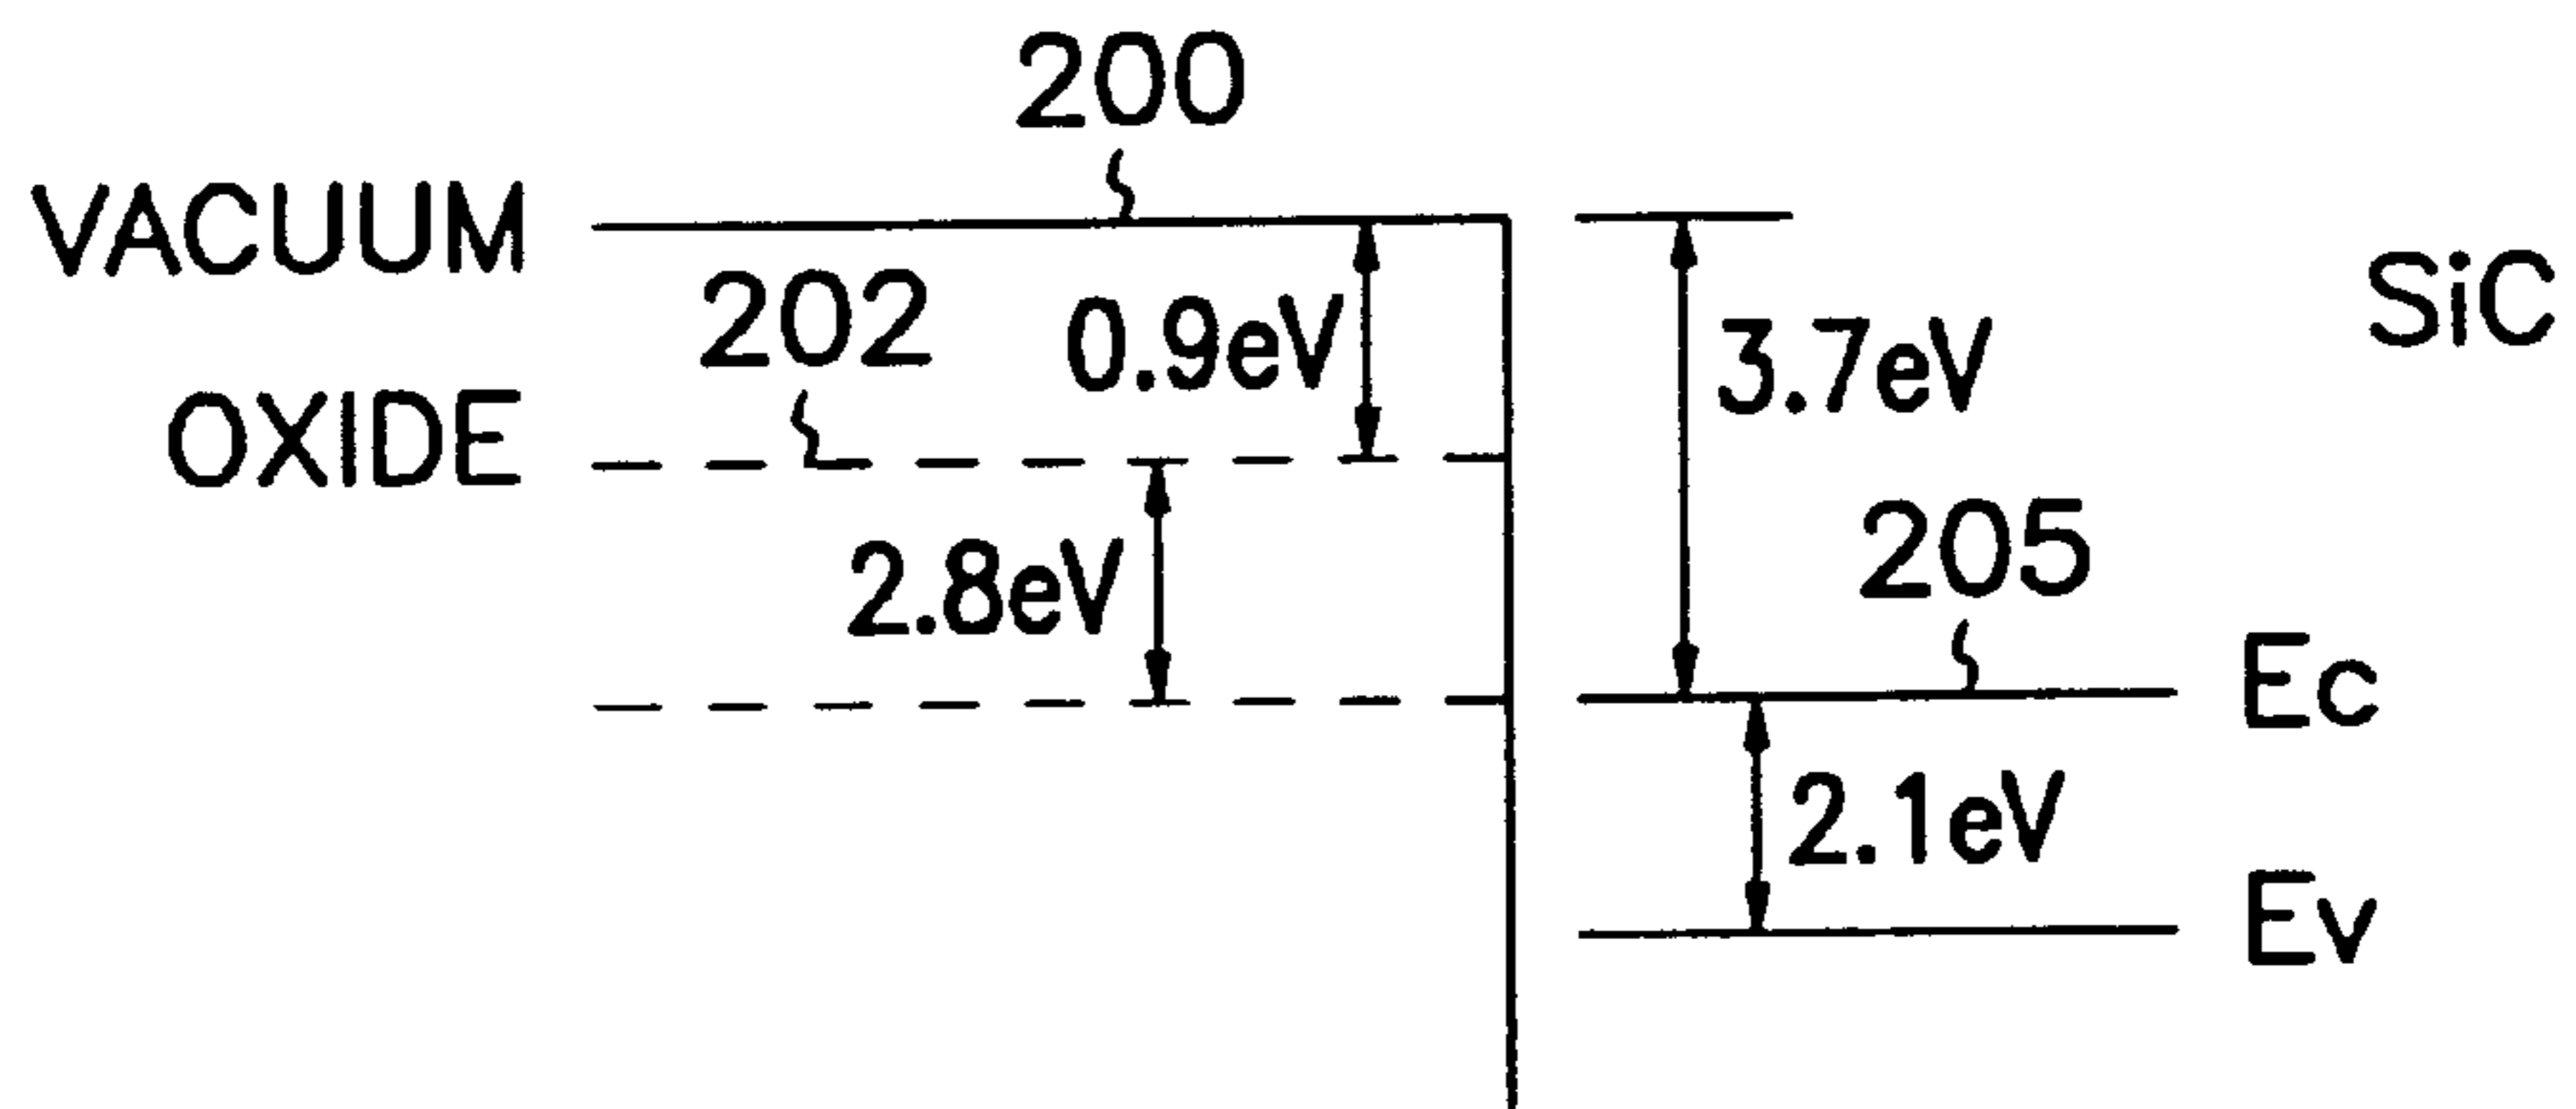 200
VACUUM
SiC
202
0.9eV
3.7eV
OXIDE
205
2.8eV
Ec
2.1eV
Ev